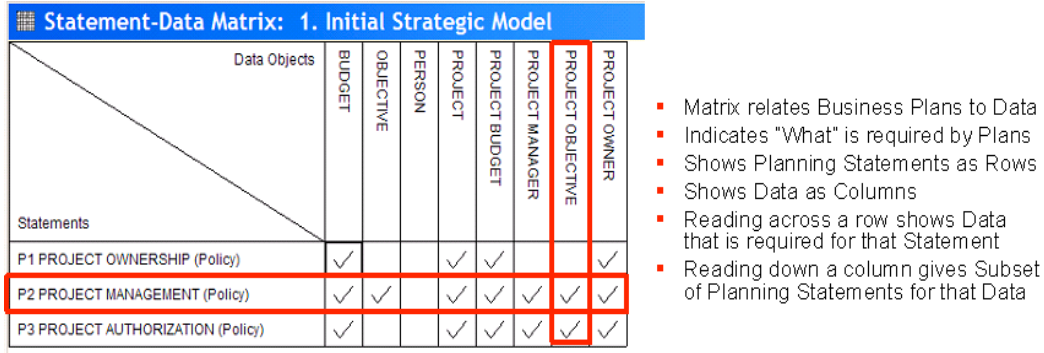 Statement-Data Matrix: 1. Initial Strategic Model
Data Objects
BUDGET
OBJECTIVE
PERSON
PROJECT
PROJECT BUDGET
PROJECT MANAGER
PROJECT OBJECTIVE
PROJECT OWNER
Statements
P1 PROJECT OWNERSHIP (Policy)
P2 PROJECT MANAGEMENT (Policy)
P3 PROJECT AUTHORIZATION (Policy)
Matrix relates Business Plans to Data
Indicates "What" is required by Plans
Shows Planning Statements as Rows
Shows Data as Columns
Reading across a row shows Data
that is required for that Statement
Reading down a column gives Subset
of Planning Statements for that Data